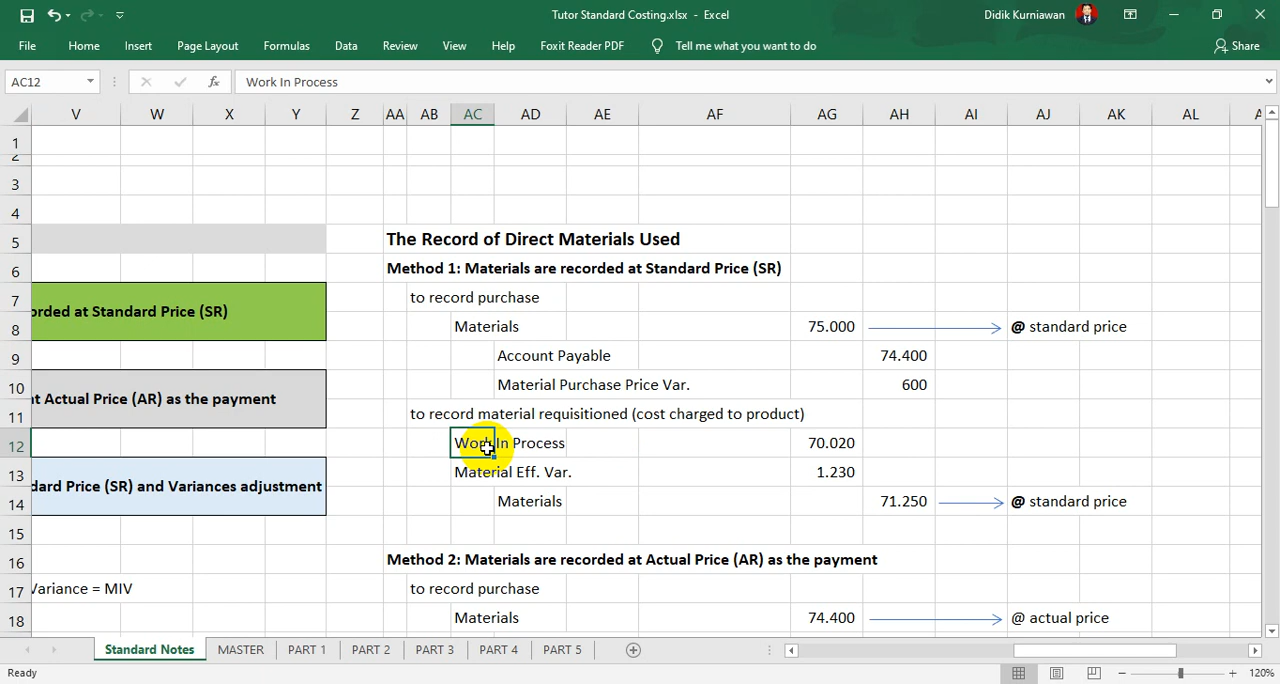 Tutor Standard Costing.xlsx - Excel
Didik Kurniawan
File Home Insert Page Layout Formulas Data Review View Help Foxit Reader PDF Tell me what you want to do Share
AC12 fx Work In Process
V W X Y Z AA AB AC AD AE AF AG AH AI AJ AK AL
1
2
3
4
5 The Record of Direct Materials Used
6 Method 1: Materials are recorded at Standard Price (SR)
7 to record purchase
orded at Standard Price (SR)
8 Materials 75.000 @ standard price
9 Account Payable 74.400
10 Material Purchase Price Var. 600
t Actual Price (AR) as the payment
11 to record material requisitioned (cost charged to product)
12 Work In Process 70.020
13 Material Eff. Var. 1.230
dard Price (SR) and Variances adjustment
14 Materials 71.250 @ standard price
15
16 Method 2: Materials are recorded at Actual Price (AR) as the payment
17 Variance = MIV to record purchase
18 Materials 74.400 @ actual price
Standard Notes MASTER PART 1 PART 2 PART 3 PART 4 PART 5
Ready 120%